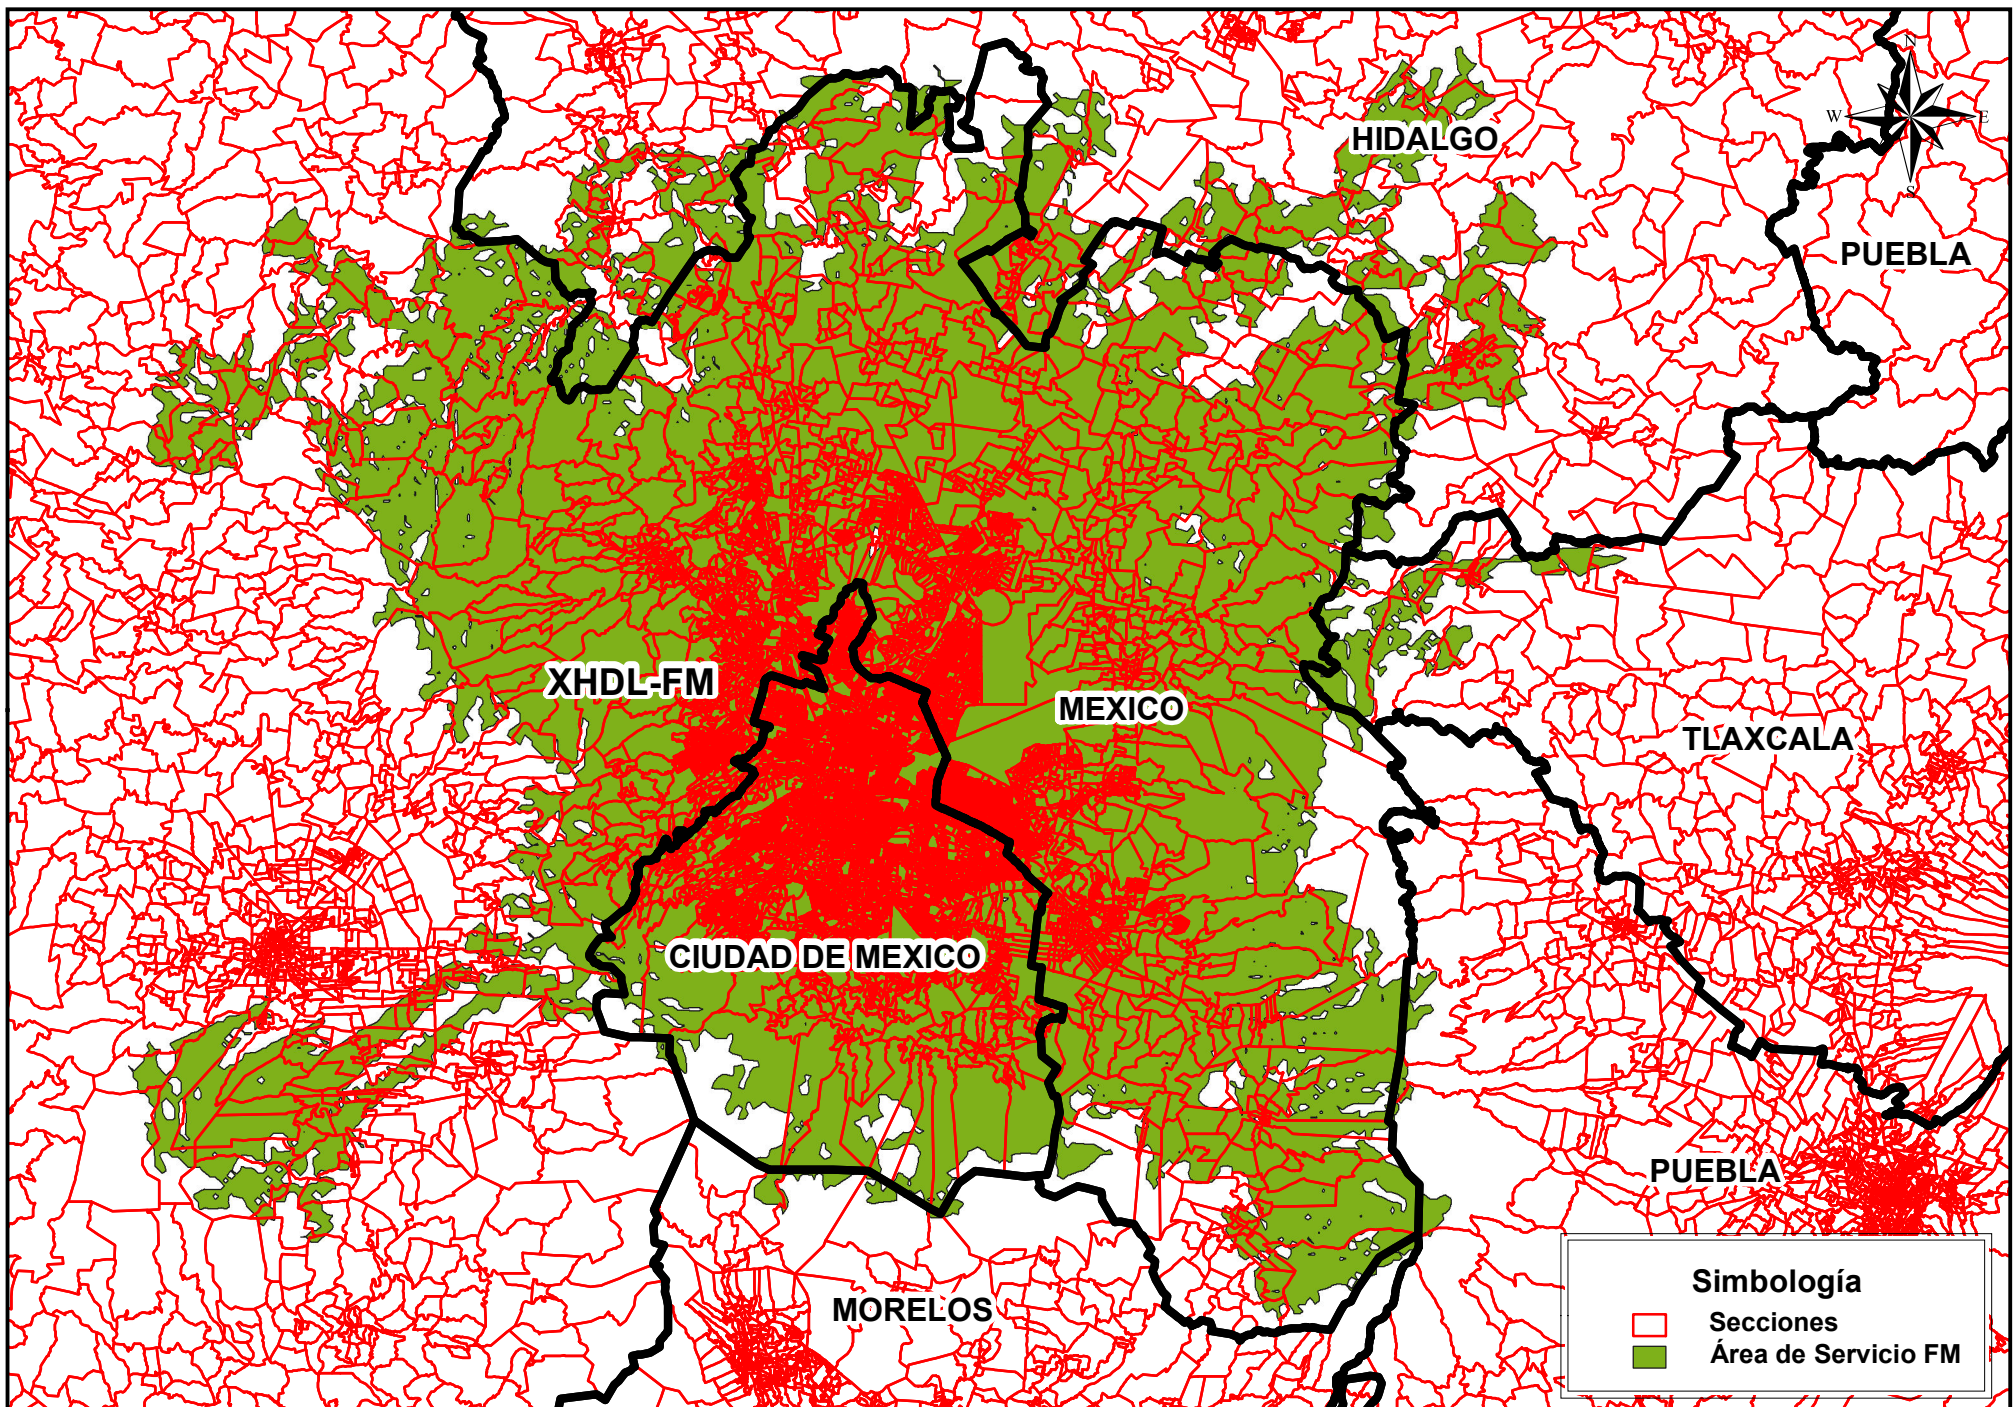 N
W
E
S
HIDALGO
PUEBLA
XHDL-FM
MEXICO
TLAXCALA
CIUDAD DE MEXICO
PUEBLA
MORELOS
Simbología
Secciones
Área de Servicio FM